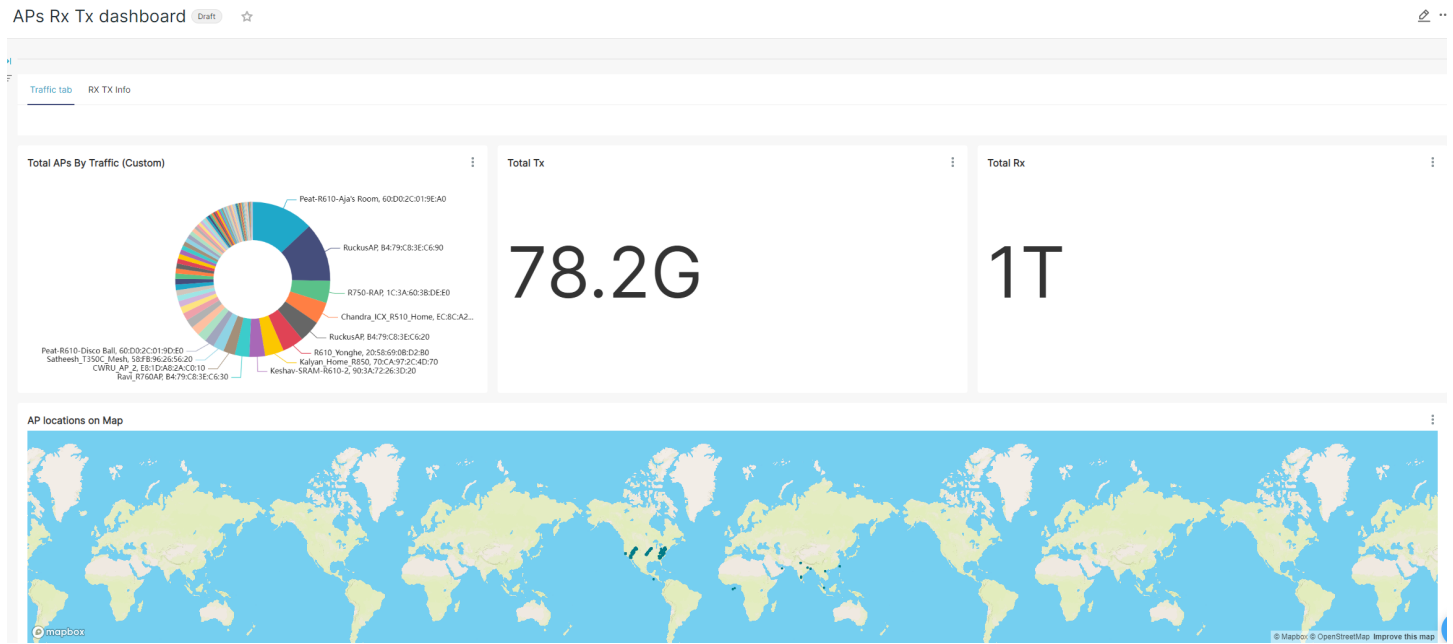 APs Rx Tx dashboard Draft
Traffic tab RX TX Info
Total APs By Traffic (Custom)
Peat-R610-Aja's Room, 60:D0:2C:01:9E:A0
RuckusAP, B4:79:C8:3E:C6:90
R750-RAP, 1C:3A:60:3B:DE:E0
Chandra_ICX_R510_Home, EC:8C:A2...
RuckusAP, B4:79:C8:3E:C6:20
R610_Yonghe, 20:58:69:0B:D2:B0
Kalyan_Home_R850, 70:CA:97:2C:4D:70
Keshav-SRAM-R610-2, 90:3A:72:26:3D:20
Peat-R610-Disco Ball, 60:D0:2C:01:9D:E0
Satheesh_T350C_Mesh, 58:FB:96:26:56:20
CWRU_AP_2, E8:1D:A8:2A:C0:10
Ravi_R760AP, B4:79:C8:3E:C6:30
Total Tx
78.2G
Total Rx
1T
AP locations on Map
mapbox
© Mapbox © OpenStreetMap Improve this map